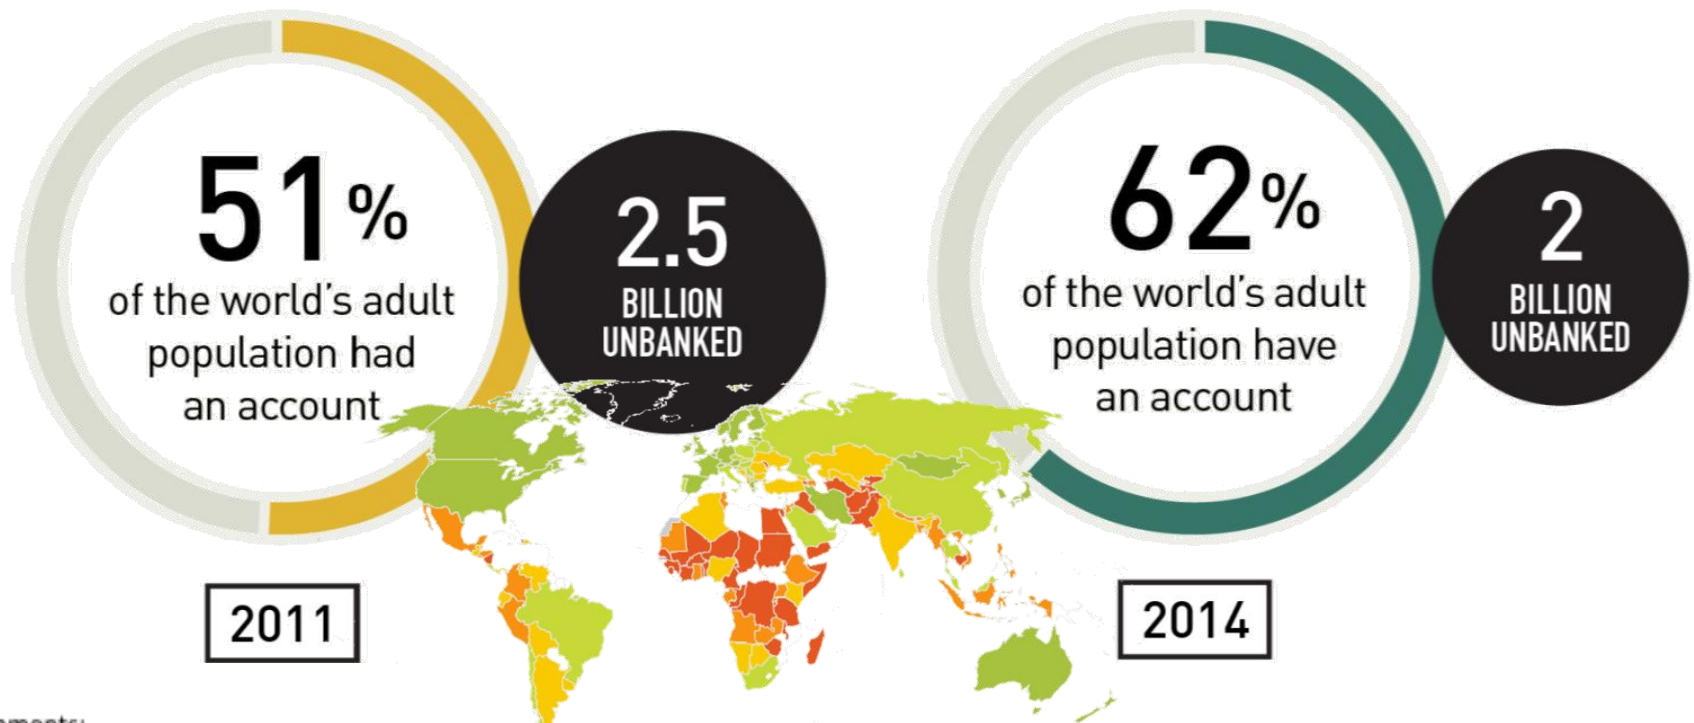 51%
of the world's adult
population had
an account
2.5
BILLION
UNBANKED
2011
62%
of the world's adult
population have
an account
2
BILLION
UNBANKED
2014